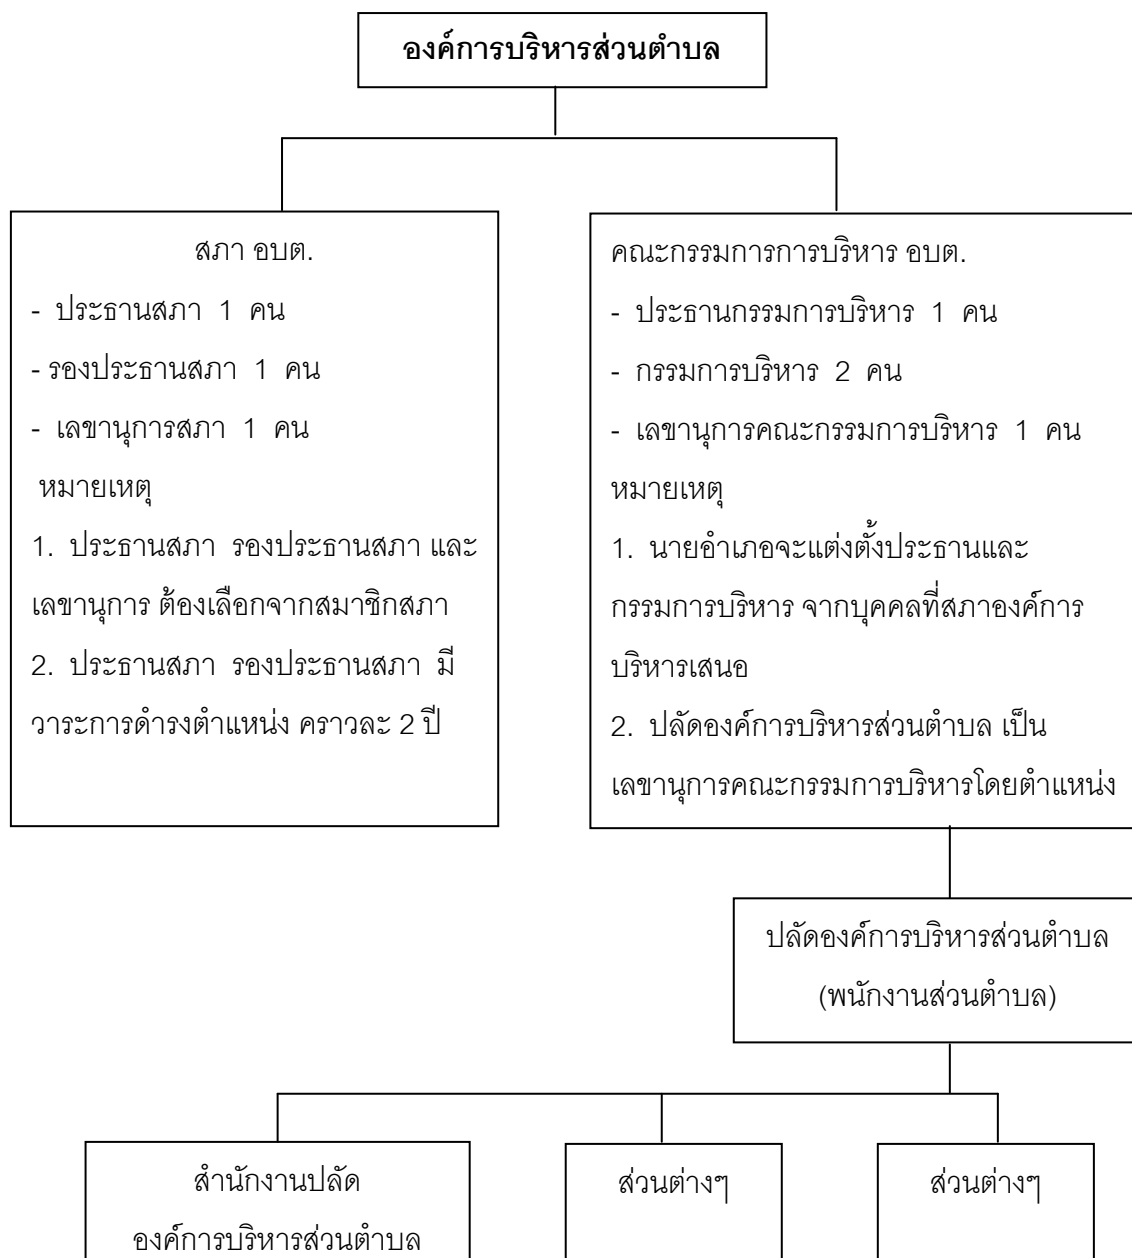 องค์การบริหารส่วนตำบล
สภา อบต.
- ประธานสภา 1 คน
- รองประธานสภา 1 คน
- เลขานุการสภา 1 คน
หมายเหตุ
1. ประธานสภา รองประธานสภา และ
เลขานุการ ต้องเลือกจากสมาชิกสภา
2. ประธานสภา รองประธานสภา มี
วาระการดำรงตำแหน่ง คราวละ 2 ปี
คณะกรรมการการบริหาร อบต.
- ประธานกรรมการบริหาร 1 คน
- กรรมการบริหาร 2 คน
- เลขานุการคณะกรรมการบริหาร 1 คน
หมายเหตุ
1. นายอำเภอจะแต่งตั้งประธานและ
กรรมการบริหาร จากบุคคลที่สภาองค์การ
บริหารเสนอ
2. ปลัดองค์การบริหารส่วนตำบล เป็น
เลขานุการคณะกรรมการบริหารโดยตำแหน่ง
ปลัดองค์การบริหารส่วนตำบล
(พนักงานส่วนตำบล)
สำนักงานปลัด
องค์การบริหารส่วนตำบล
ส่วนต่างๆ
ส่วนต่างๆ